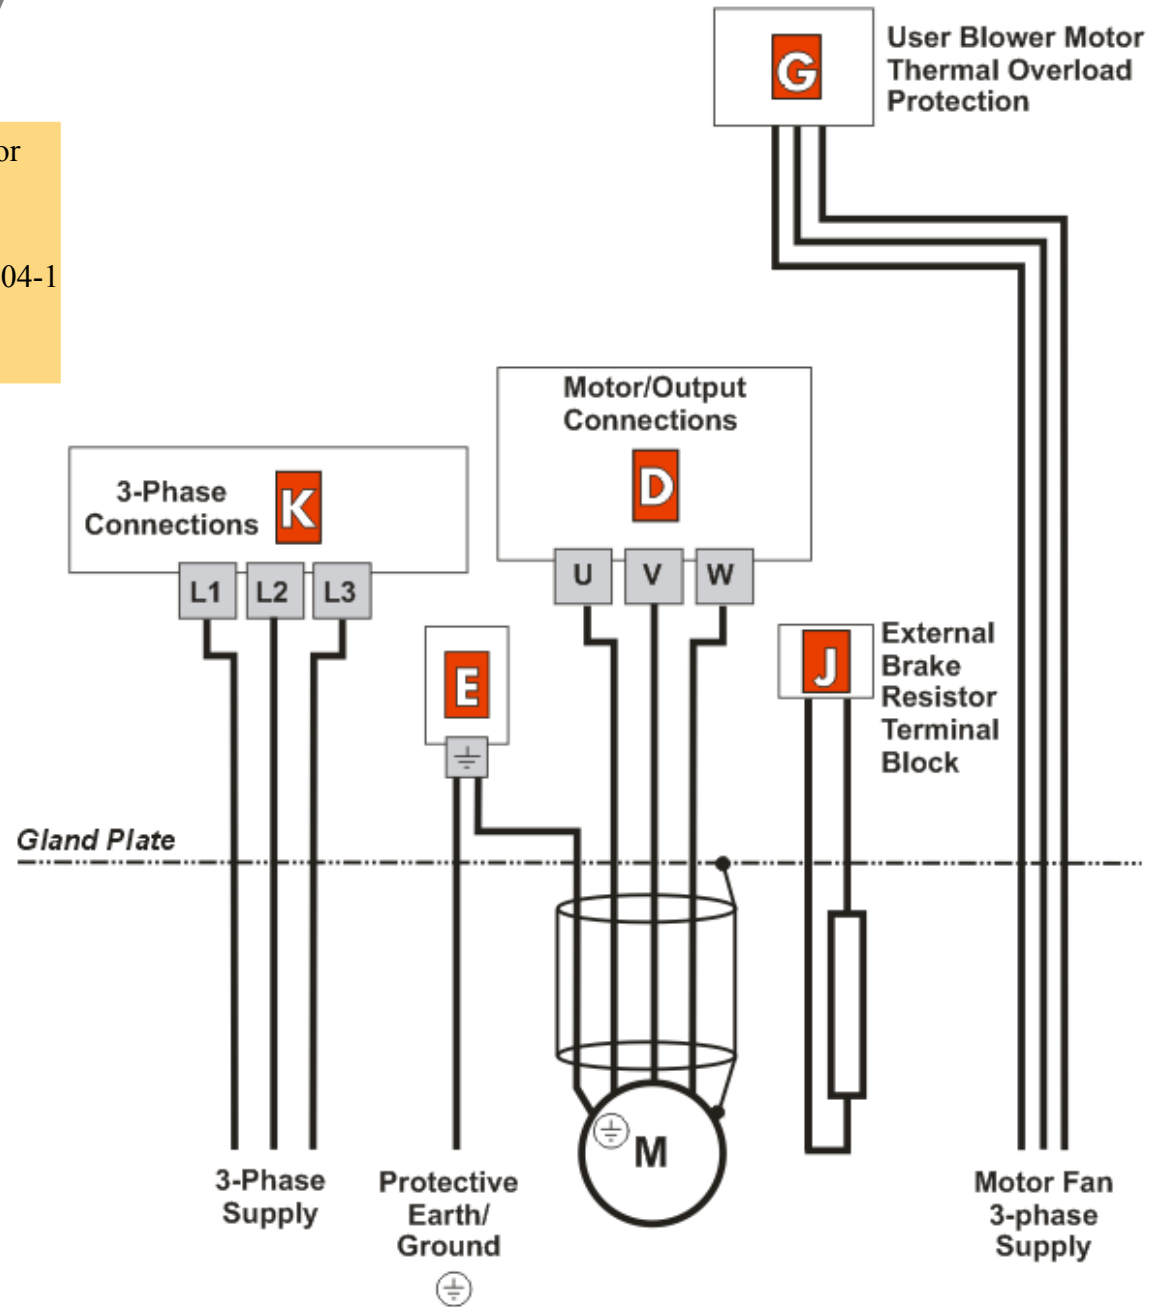 User Blower Motor
Thermal Overload
Protection
G
or
04-1
Motor/Output
Connections
D
3-Phase
Connections
K
U V W
L1 L2 L3
E
J
External
Brake
Resistor
Terminal
Block
Gland Plate
M
3-Phase
Supply
Protective
Earth/
Ground
Motor Fan
3-phase
Supply